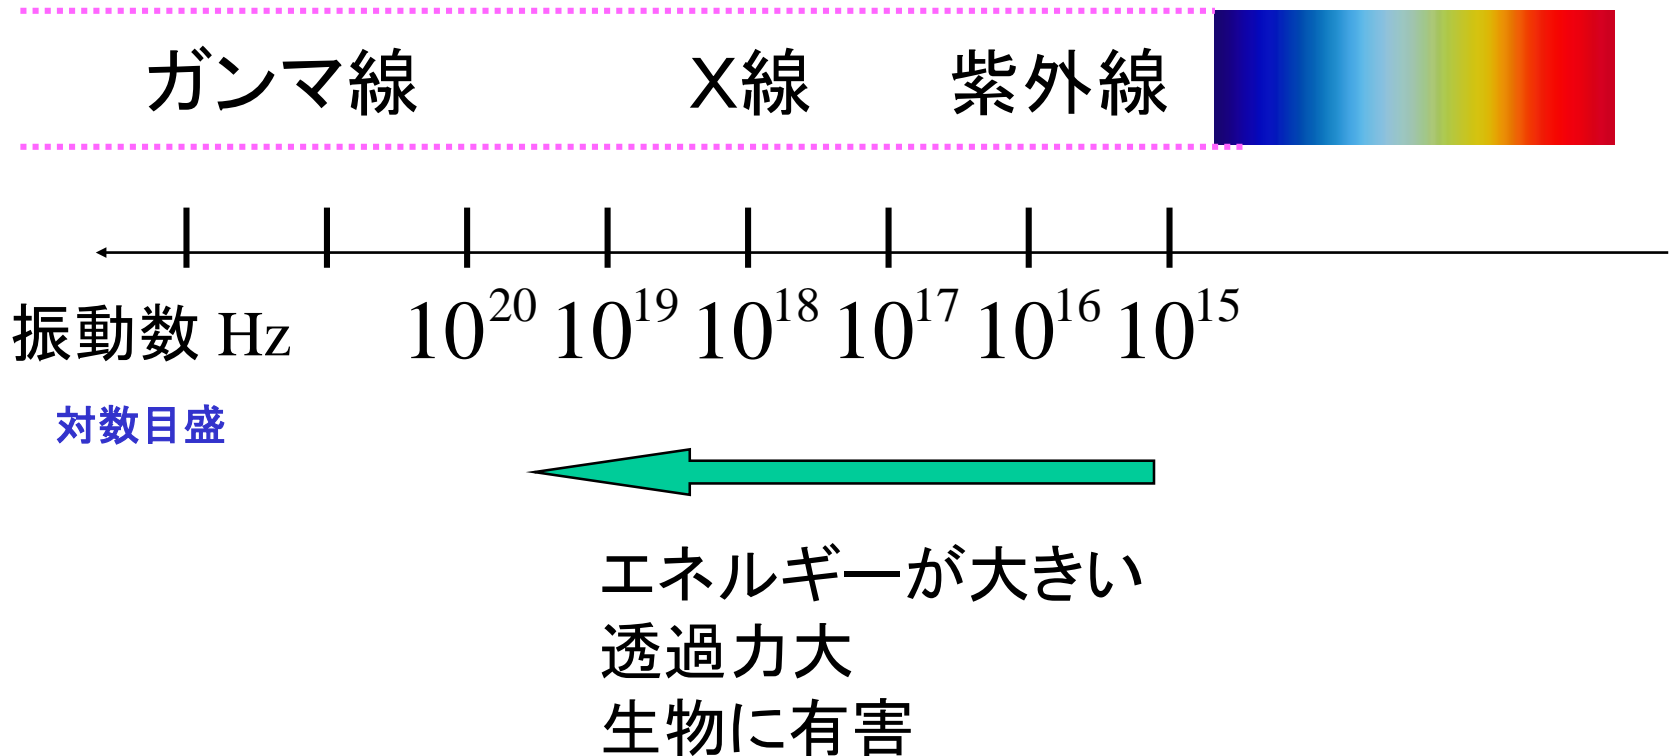 ガンマ線 X線 紫外線
振動数 Hz 10^20 10^19 10^18 10^17 10^16 10^15
対数目盛
エネルギーが大きい
透過力大
生物に有害